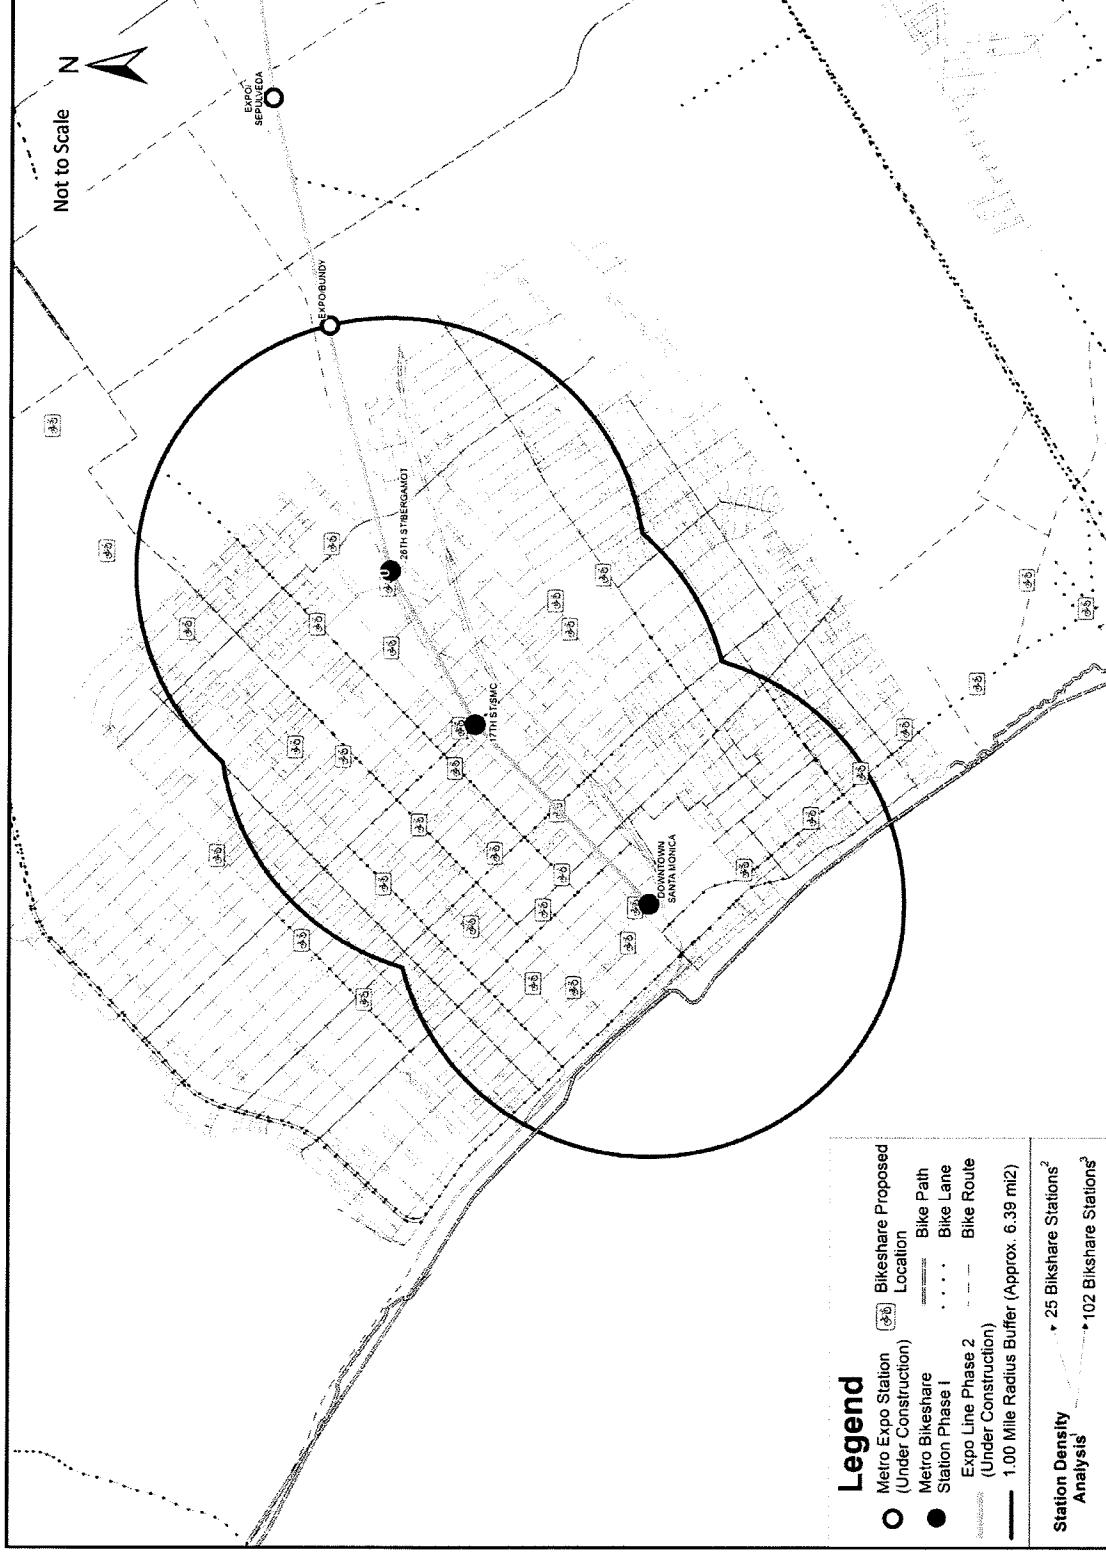 N
Not to Scale
EXPO/
SEPULVEDA
EXPO/BUNDY
26TH ST/BERGAMOT
17TH ST/SMC
DOWNTOWN
SANTA MONICA
Legend
Metro Expo Station
(Under Construction)
Metro Bikeshare
Station Phase I
Expo Line Phase 2
(Under Construction)
1.00 Mile Radius Buffer (Approx. 6.39 mi2)
Bikeshare Proposed
Location
Bike Path
Bike Lane
Bike Route
Station Density
Analysis1
25 Bikshare Stations2
102 Bikshare Stations3